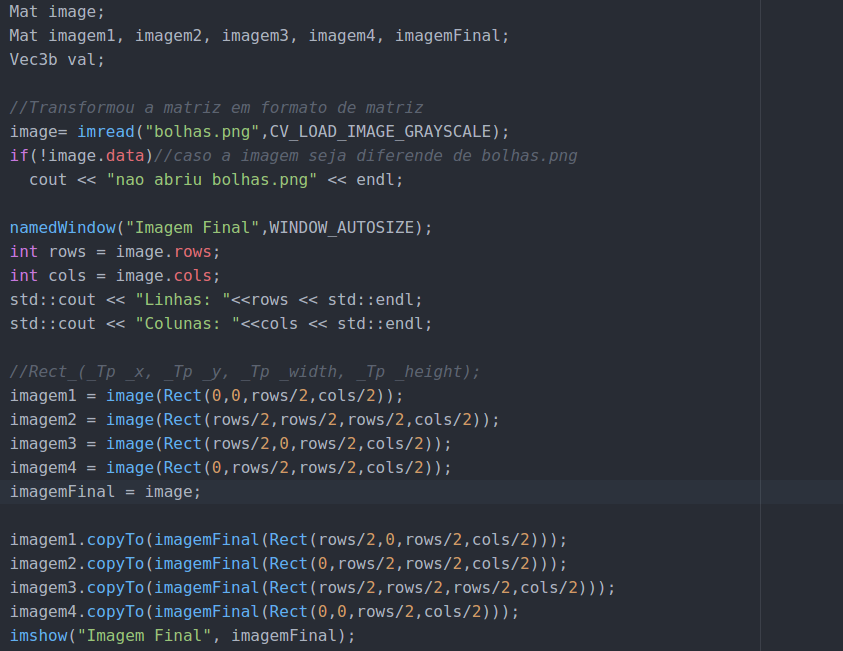 Mat image;
Mat imagem1, imagem2, imagem3, imagem4, imagemFinal;
Vec3b val;
//Transformou a matriz em formato de matriz
image= imread("bolhas.png",CV_LOAD_IMAGE_GRAYSCALE);
if(!image.data)//caso a imagem seja diferende de bolhas.png
cout << "nao abriu bolhas.png" << endl;
namedWindow("Imagem Final",WINDOW_AUTOSIZE);
int rows = image.rows;
int cols = image.cols;
std::cout << "Linhas: "<<rows << std::endl;
std::cout << "Colunas: "<<cols << std::endl;
//Rect_(_Tp _x, _Tp _y, _Tp _width, _Tp _height);
imagem1 = image(Rect(0,0,rows/2,cols/2));
imagem2 = image(Rect(rows/2,rows/2,rows/2,cols/2));
imagem3 = image(Rect(rows/2,0,rows/2,cols/2));
imagem4 = image(Rect(0,rows/2,rows/2,cols/2));
imagemFinal = image;
imagem1.copyTo(imagemFinal(Rect(rows/2,0,rows/2,cols/2)));
imagem2.copyTo(imagemFinal(Rect(0,rows/2,rows/2,cols/2)));
imagem3.copyTo(imagemFinal(Rect(rows/2,rows/2,rows/2,cols/2)));
imagem4.copyTo(imagemFinal(Rect(0,0,rows/2,cols/2)));
imshow("Imagem Final", imagemFinal);